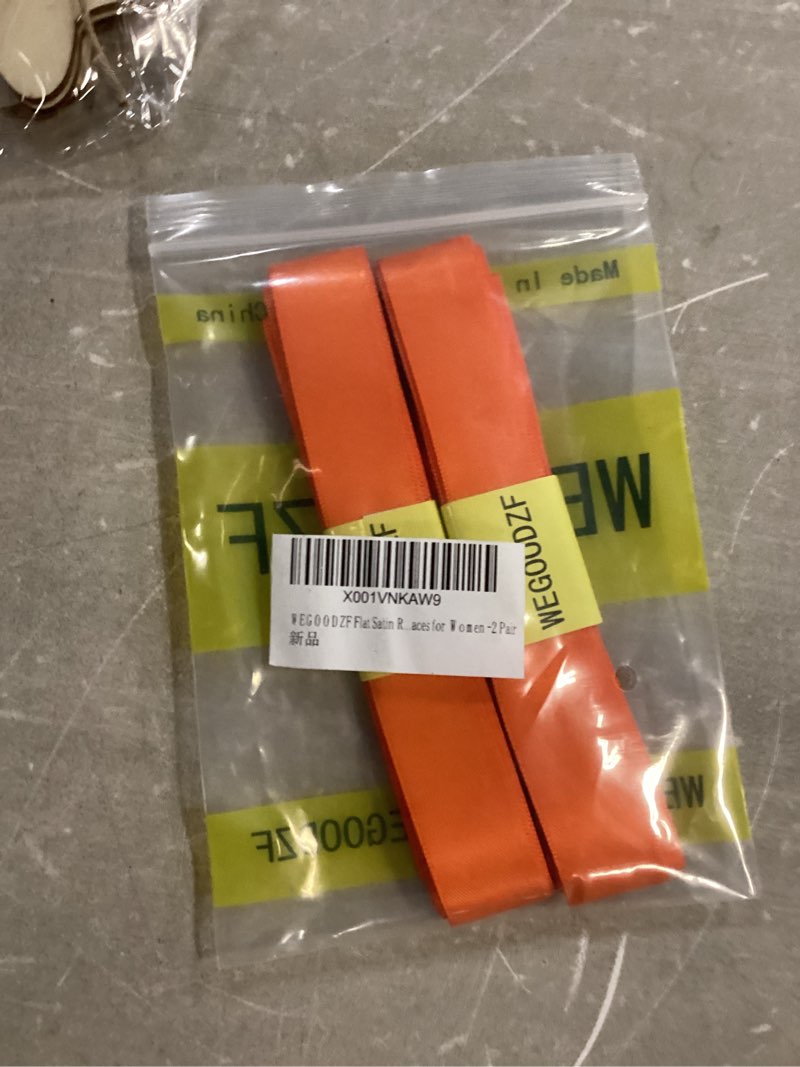 Made In
China
WE
ZF
WEGOODZF
ZF
X001VNKAW9
WEGOODZF Flat Satin R...aces for Women -2 Pair
新品
WE
EGOODZF